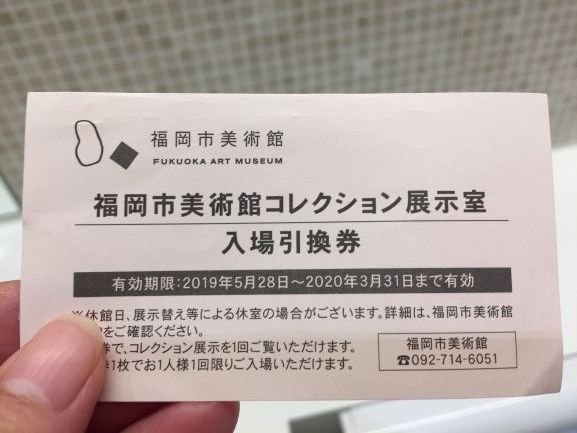 福岡市美術館
FUKUOKA ART MUSEUM
福岡市美術館コレクション展示室
入場引換券
有効期限:2019年5月28日〜2020年3月31日まで有効
※休館日、展示替え等による休室の場合がございます。詳細は、福岡市美術館
をご確認ください。
券で、コレクション展示を1回ご覧いただけます。
1枚でお1人様1回限りご入場いただけます。
福岡市美術館
☎092-714-6051